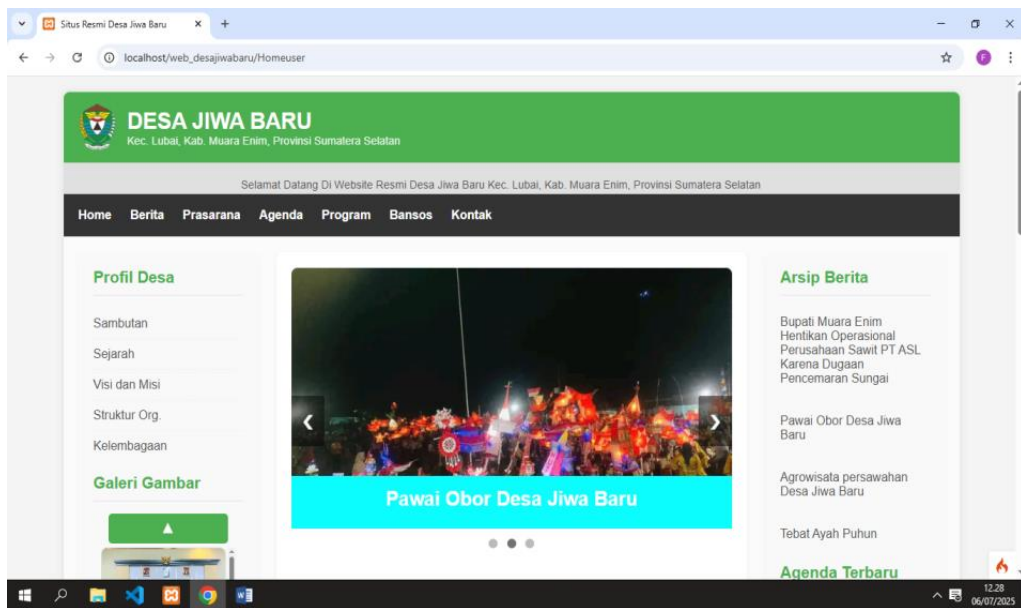 Situs Resmi Desa Jiwa Baru
localhost/web_desajiwabaru/Homeuser
F
DESA JIWA BARU
Kec. Lubai, Kab. Muara Enim, Provinsi Sumatera Selatan
Selamat Datang Di Website Resmi Desa Jiwa Baru Kec. Lubai, Kab. Muara Enim, Provinsi Sumatera Selatan
Home Berita Prasarana Agenda Program Bansos Kontak
Profil Desa
Sambutan
Sejarah
Visi dan Misi
Struktur Org.
Kelembagaan
Galeri Gambar
Pawai Obor Desa Jiwa Baru
Arsip Berita
Bupati Muara Enim
Hentikan Operasional
Perusahaan Sawit PT ASL
Karena Dugaan
Pencemaran Sungai
Pawai Obor Desa Jiwa
Baru
Agrowisata persawahan
Desa Jiwa Baru
Tebat Ayah Puhun
Agenda Terbaru
12.28
06/07/2025